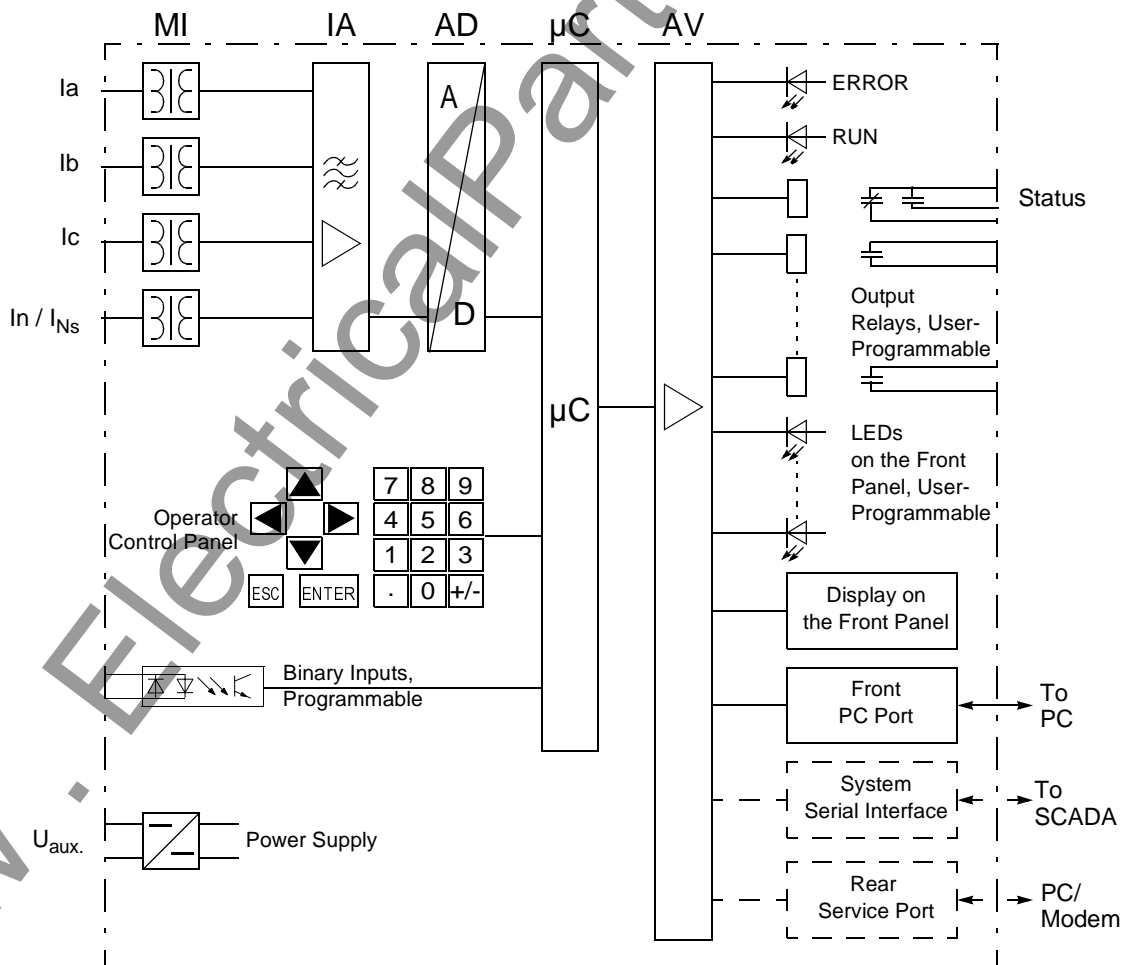 MI IA AD µC AV
Ia
Ib
Ic
In / INs
A
D
µC
ERROR
RUN
Status
Output
Relays, User-
Programmable
LEDs
on the Front
Panel, User-
Programmable
Operator
Control Panel
7 8 9
4 5 6
1 2 3
. 0 +/-
ESC ENTER
Display on
the Front Panel
Binary Inputs,
Programmable
Front
PC Port
To
PC
System
Serial Interface
To
SCADA
Uaux.
Power Supply
Rear
Service Port
PC/
Modem
. ElectricalPart